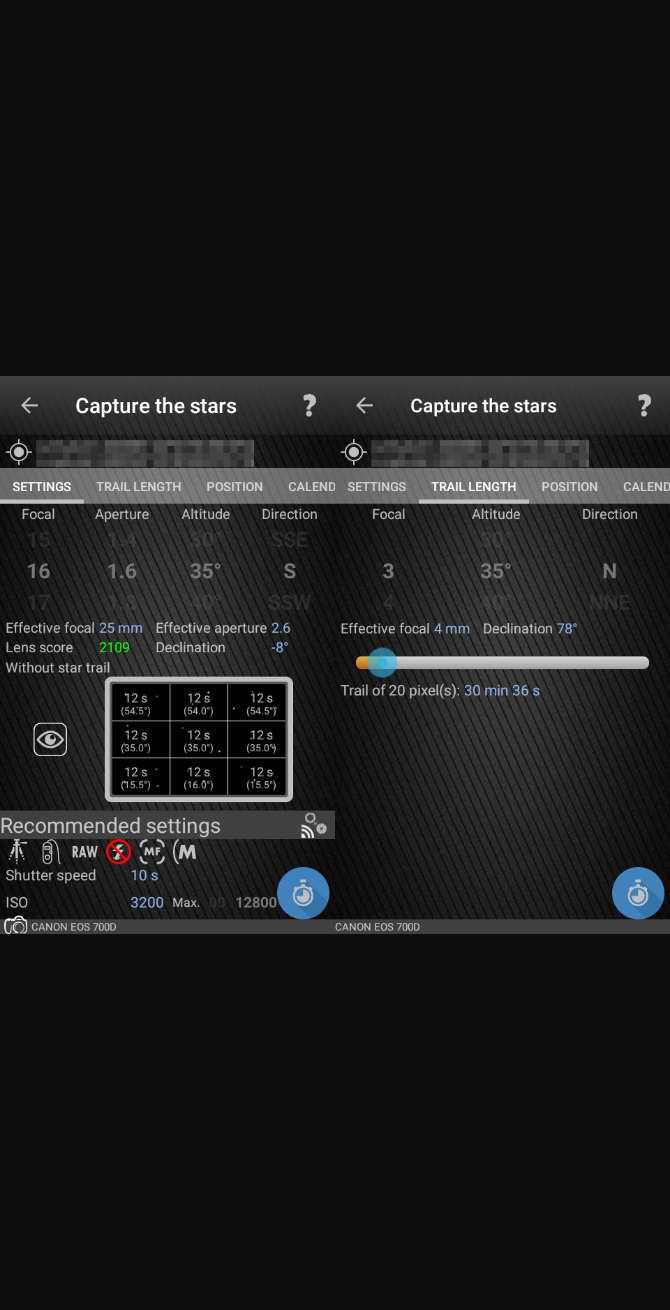 Capture the stars
?
SETTINGS TRAIL LENGTH POSITION CALEND
Focal Aperture Altitude Direction
15 1.4 30° SSE
16 1.6 35° S
17 40° SSW
Effective focal 25 mm Effective aperture 2.6
Lens score 2109 Declination -8°
Without star trail
12 s 12 s 12 s
(54.5°) (54.0°) (54.5°)
12 s 12 s 12 s
(35.0°) (35.0°) (35.0°)
12 s 12 s 12 s
(15.5°) (16.0°) (15.5°)
Recommended settings
RAW MF M
Shutter speed 10 s
ISO 3200 Max. 12800
CANON EOS 700D
Capture the stars
?
SETTINGS TRAIL LENGTH POSITION CALEND
Focal Altitude Direction
30°
3 35° N
4 40° NNE
Effective focal 4 mm Declination 78°
Trail of 20 pixel(s): 30 min 36 s
CANON EOS 700D